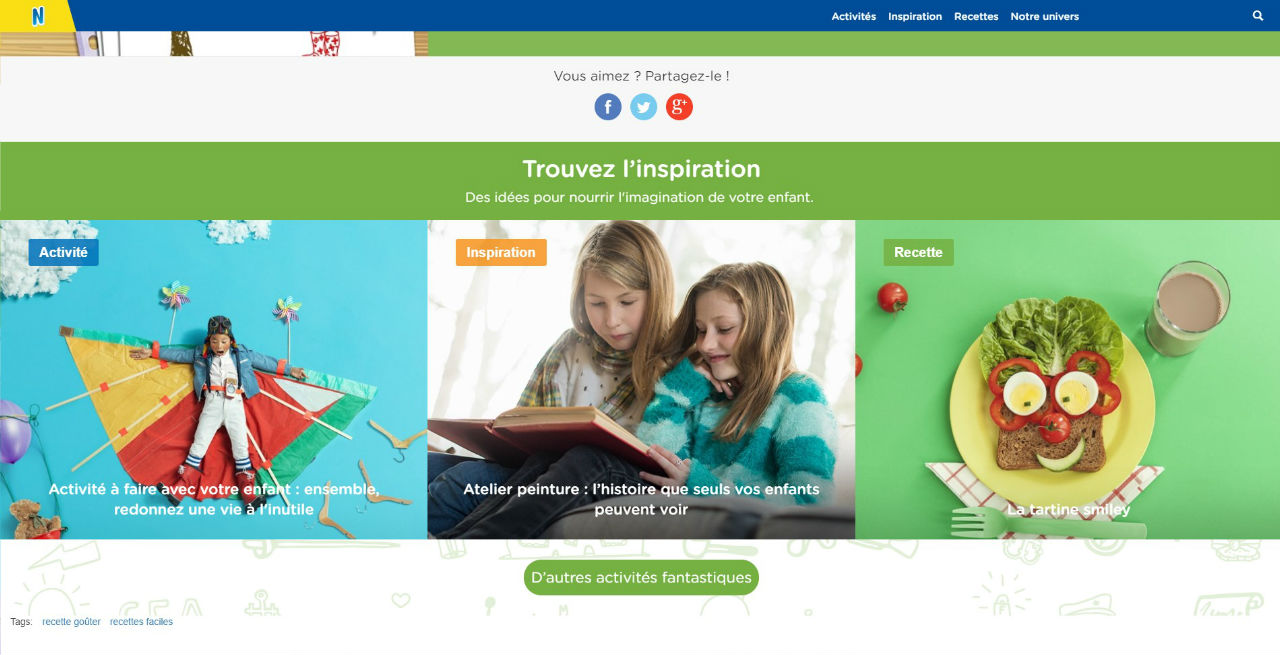 N
Activités Inspiration Recettes Notre univers
Vous aimez ? Partagez-le !
f g+
Trouvez l'inspiration
Des idées pour nourrir l'imagination de votre enfant.
Activité
Inspiration
Recette
Activité à faire avec votre enfant : ensemble,
redonnez une vie à l'inutile
Atelier peinture : l'histoire que seuls vos enfants
peuvent voir
La tartine smiley
D'autres activités fantastiques
Tags: recette goûter recettes faciles